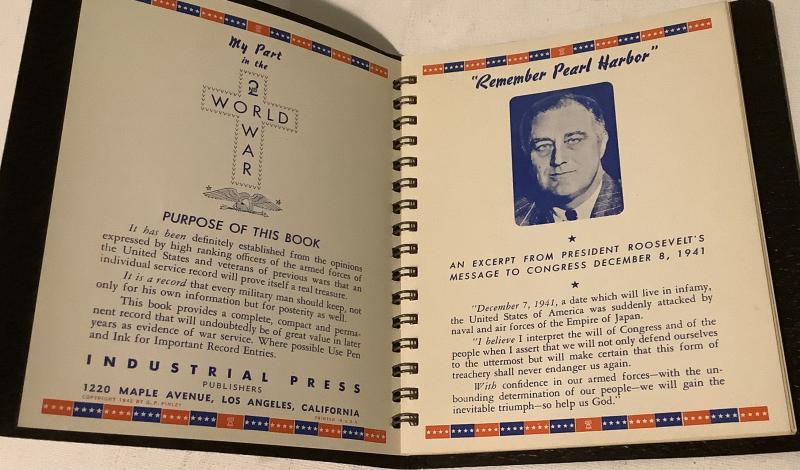 My Part
in the
2nd
WORLD
WAR
PURPOSE OF THIS BOOK
It has been definitely established from the opinions
expressed by high ranking officers of the armed forces of
the United States and veterans of previous wars that an
individual service record will prove itself a real treasure.
It is a record that every military man should keep, not
only for his own information but for posterity as well.
This book provides a complete, compact and perma-
nent record that will undoubtedly be of great value in later
years as evidence of war service. Where possible Use Pen
and Ink for Important Record Entries.
INDUSTRIAL PRESS
PUBLISHERS
1220 MAPLE AVENUE, LOS ANGELES, CALIFORNIA
COPYRIGHT 1942 BY G. P. FINLEY
PRINTED IN U.S.A.
"Remember Pearl Harbor"
AN EXCERPT FROM PRESIDENT ROOSEVELT'S
MESSAGE TO CONGRESS DECEMBER 8, 1941
"December 7, 1941, a date which will live in infamy,
the United States of America was suddenly attacked by
naval and air forces of the Empire of Japan.
"I believe I interpret the will of Congress and of the
people when I assert that we will not only defend ourselves
to the uttermost but will make certain that this form of
treachery shall never endanger us again.
With confidence in our armed forces—with the un-
bounding determination of our people—we will gain the
inevitable triumph—so help us God."